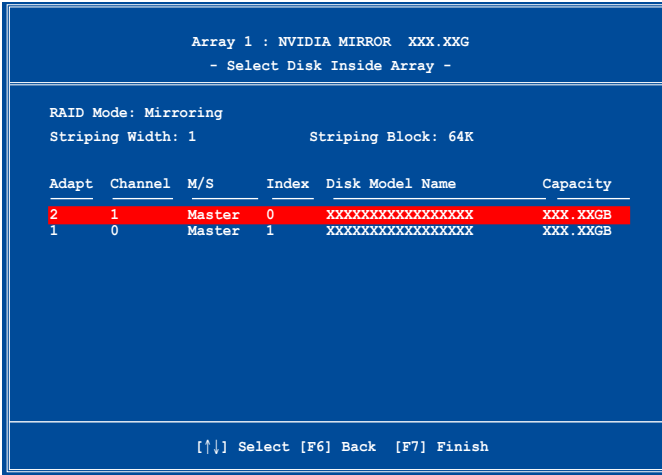 Array 1 : NVIDIA MIRROR XXX.XXG
- Select Disk Inside Array -
RAID Mode: Mirroring
Striping Width: 1 Striping Block: 64K
Adapt Channel M/S Index Disk Model Name Capacity
2 1 Master 0 XXXXXXXXXXXXXXXXX XXX.XXGB
1 0 Master 1 XXXXXXXXXXXXXXXXX XXX.XXGB
[↑↓] Select [F6] Back [F7] Finish